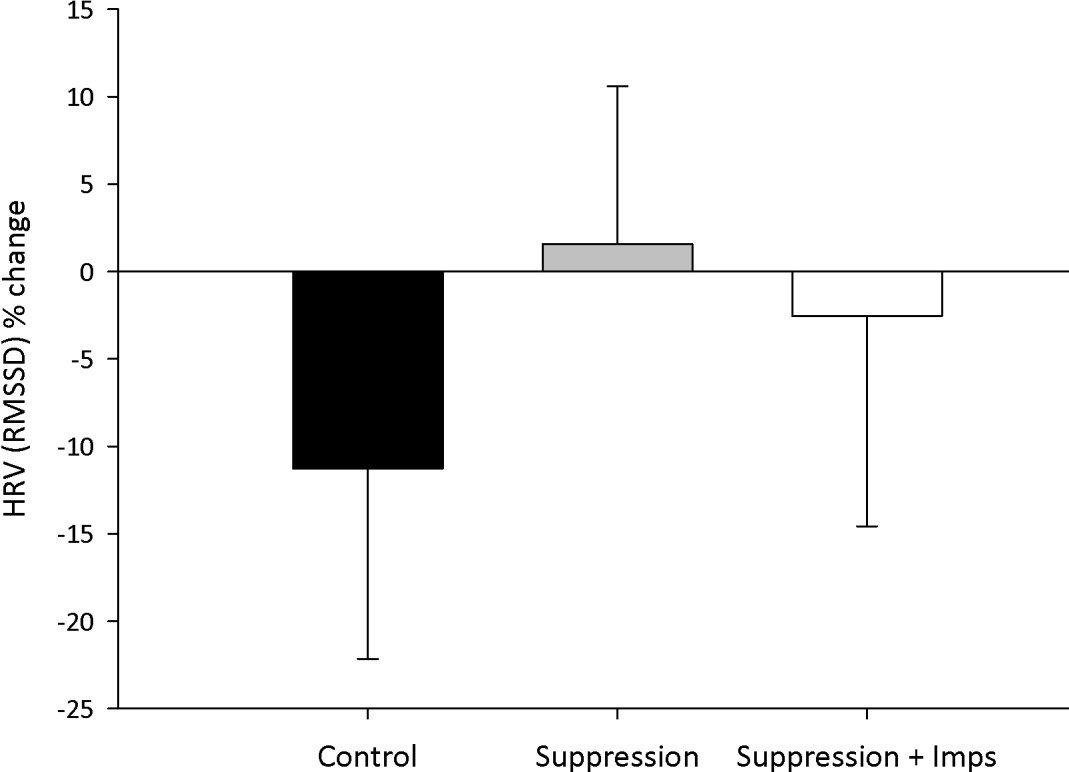 HRV (RMSSD) % change
15
10
5
0
-5
-10
-15
-20
-25
Control
Suppression
Suppression + Imps